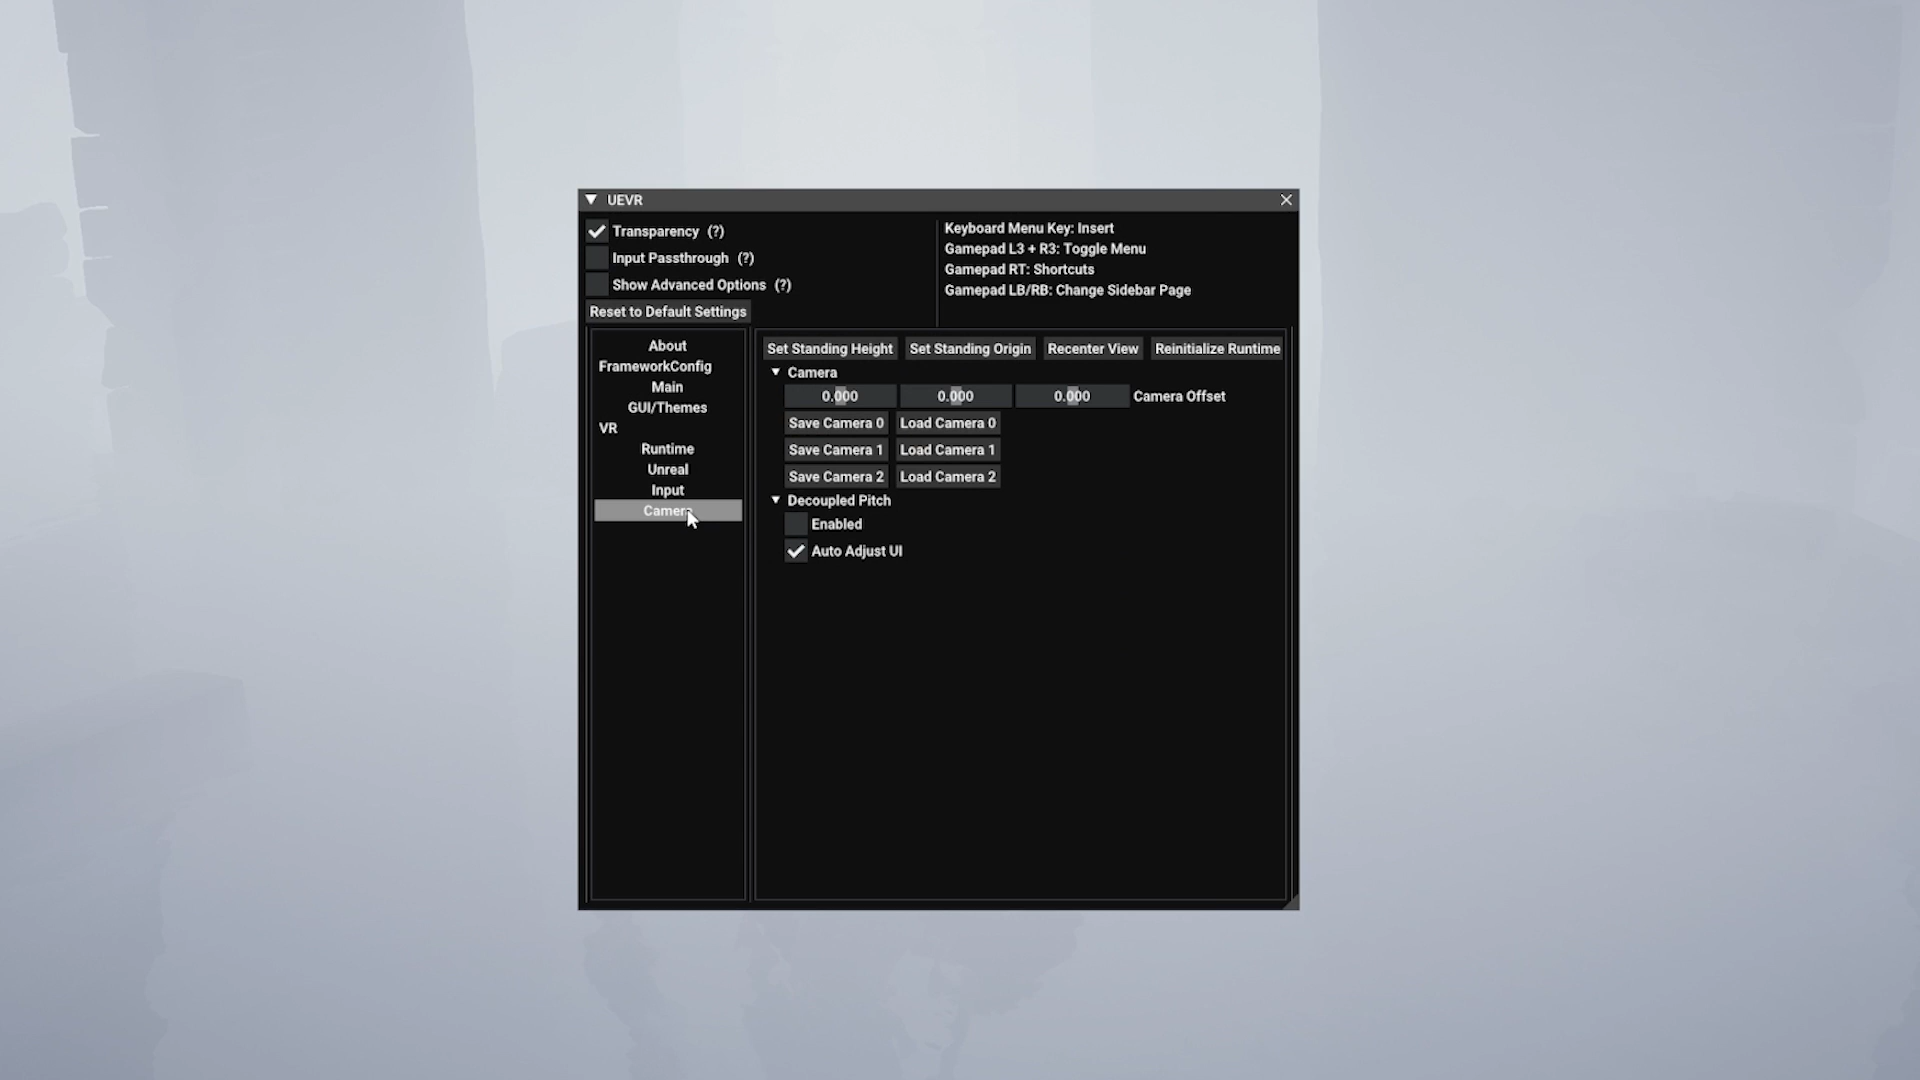 UEVR
Transparency (?)
Input Passthrough (?)
Show Advanced Options (?)
Reset to Default Settings
Keyboard Menu Key: Insert
Gamepad L3 + R3: Toggle Menu
Gamepad RT: Shortcuts
Gamepad LB/RB: Change Sidebar Page
About
FrameworkConfig
Main
GUI/Themes
VR
Runtime
Unreal
Input
Camera
Set Standing Height Set Standing Origin Recenter View Reinitialize Runtime
Camera
0.000 0.000 0.000 Camera Offset
Save Camera 0 Load Camera 0
Save Camera 1 Load Camera 1
Save Camera 2 Load Camera 2
Decoupled Pitch
Enabled
Auto Adjust UI